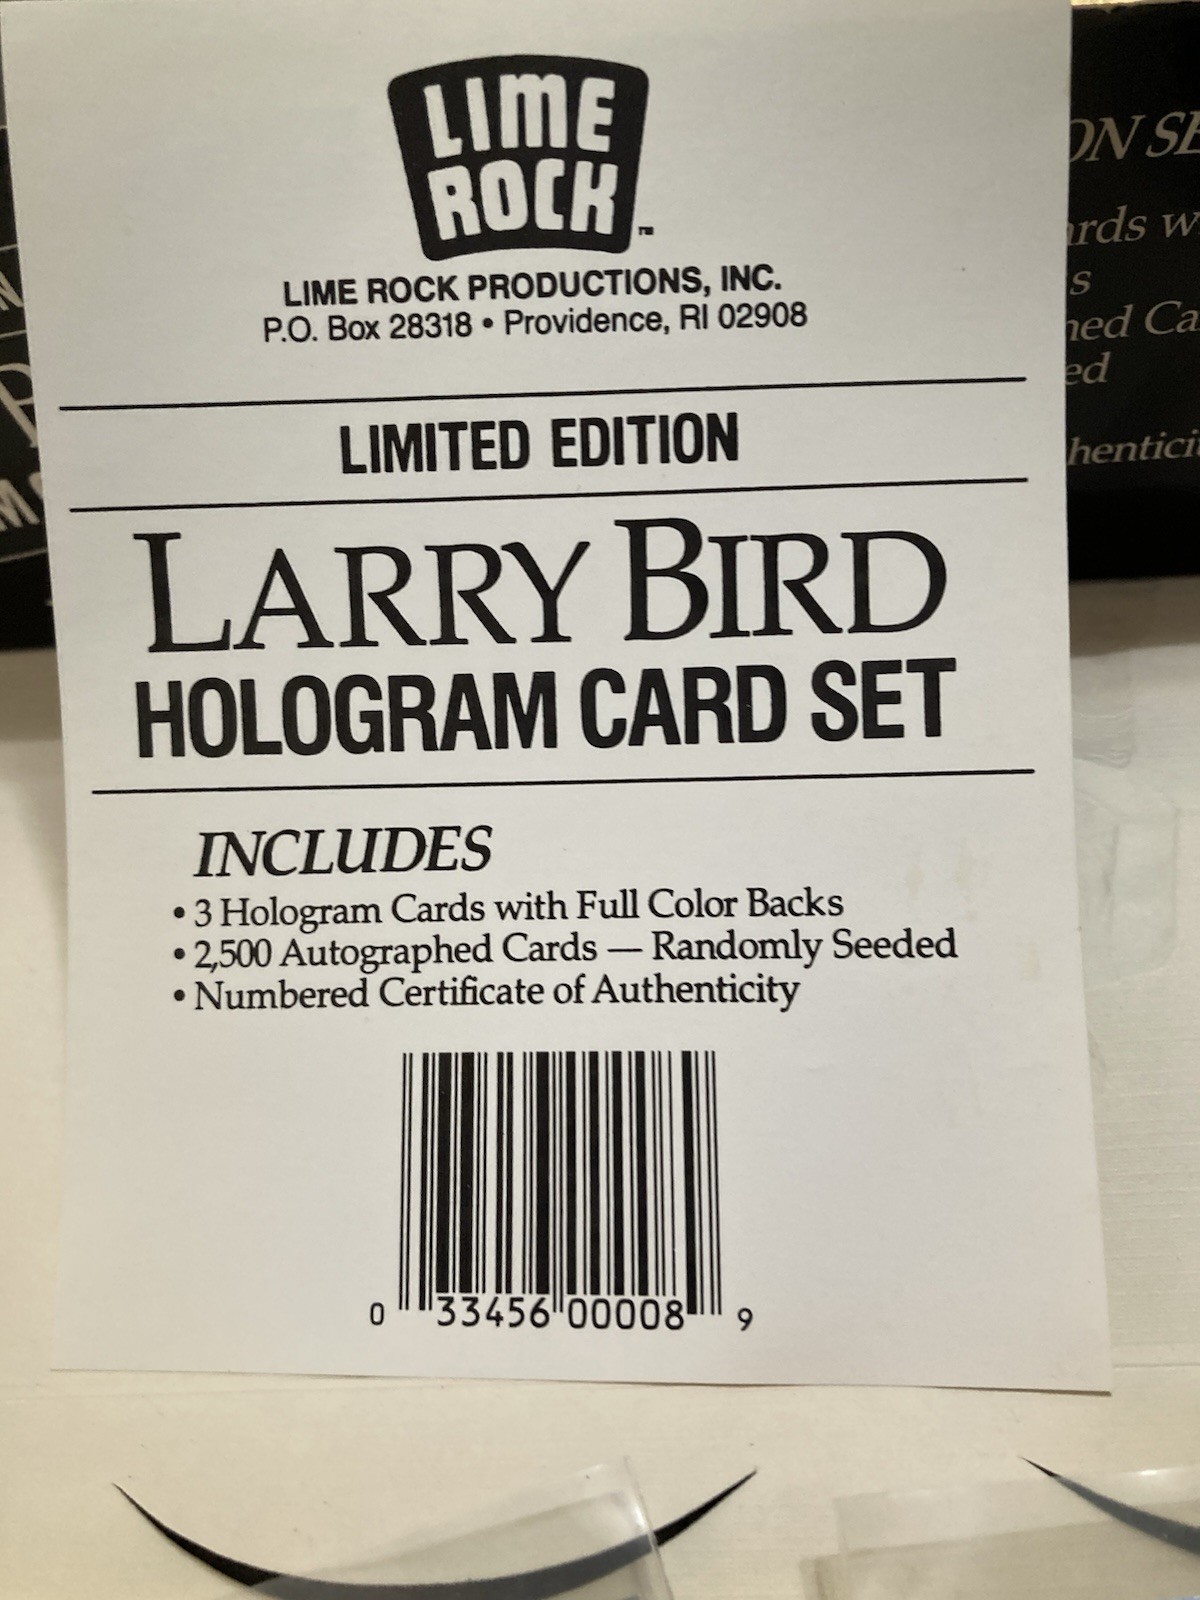 LIME
ROCK™
LIME ROCK PRODUCTIONS, INC.
P.O. Box 28318 • Providence, RI 02908
LIMITED EDITION
LARRY BIRD
HOLOGRAM CARD SET
INCLUDES
• 3 Hologram Cards with Full Color Backs
• 2,500 Autographed Cards — Randomly Seeded
• Numbered Certificate of Authenticity
0 33456 00008 9